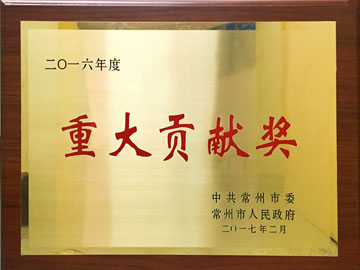 二〇一六年度
重大贡献奖
中共常州市委
常州市人民政府
二〇一七年二月